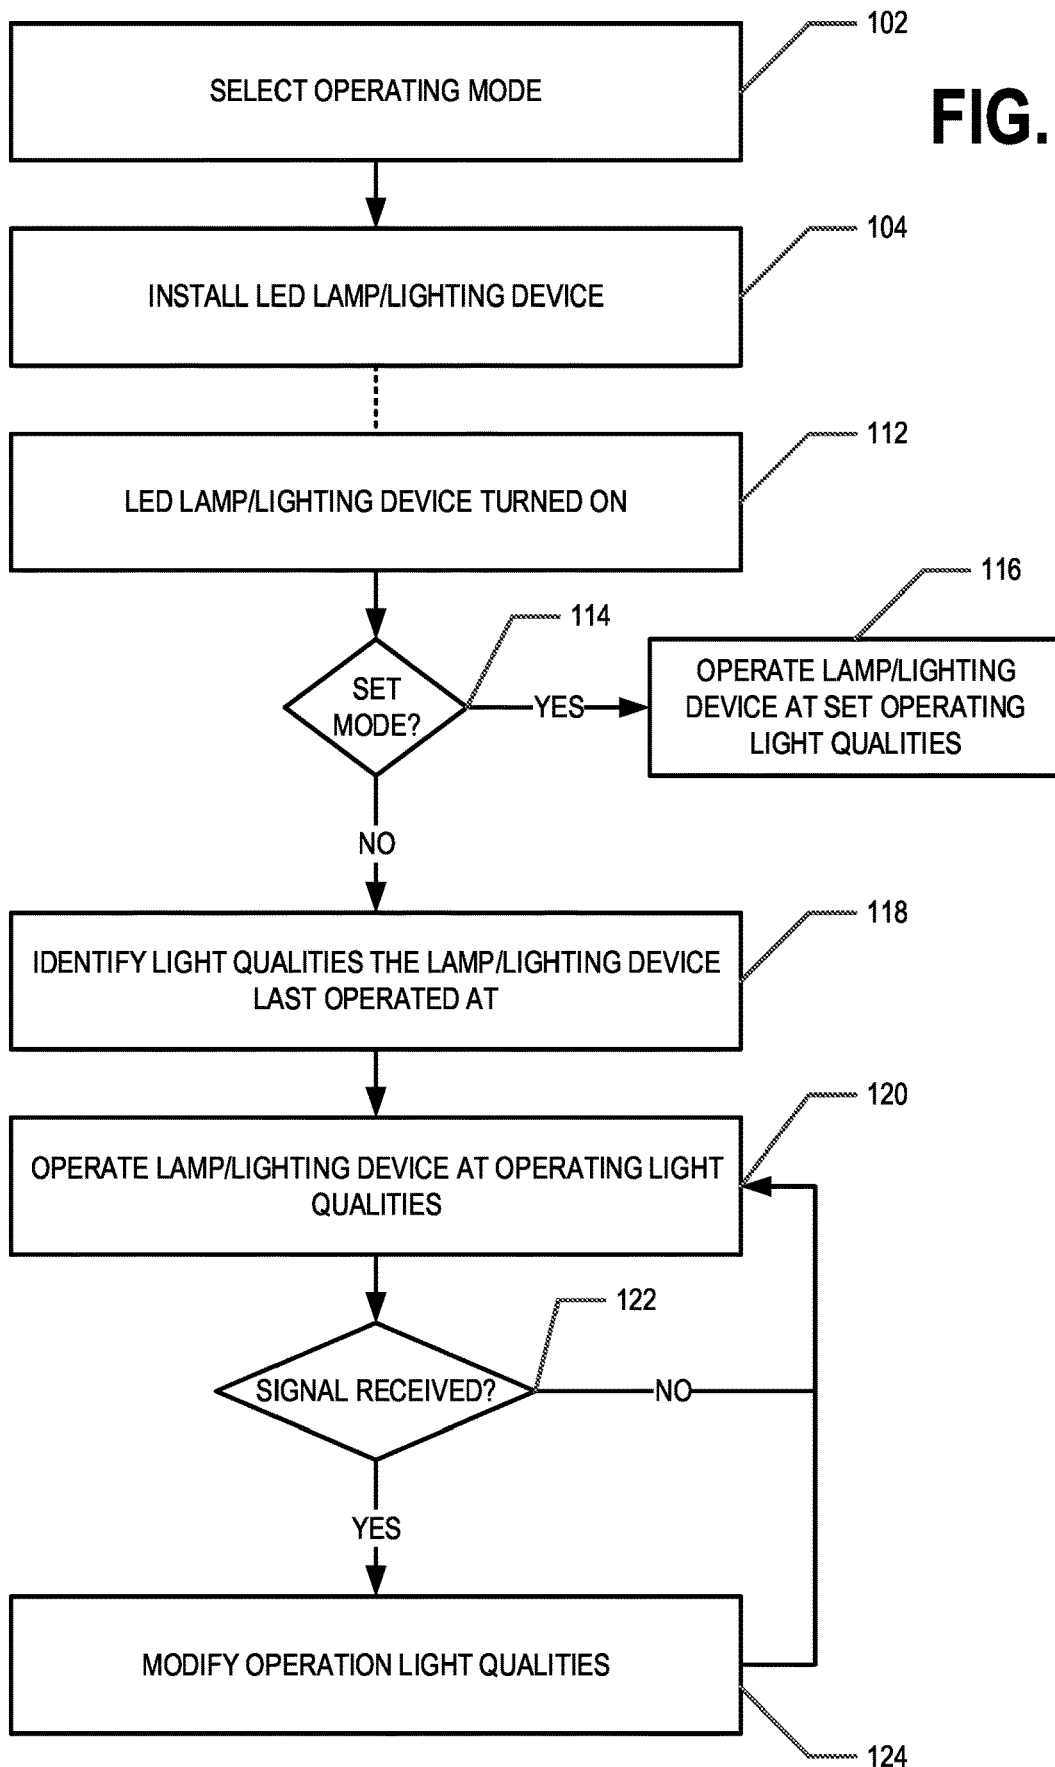 102
SELECT OPERATING MODE
FIG.
104
INSTALL LED LAMP/LIGHTING DEVICE
112
LED LAMP/LIGHTING DEVICE TURNED ON
116
114
OPERATE LAMP/LIGHTING
DEVICE AT SET OPERATING
LIGHT QUALITIES
SET
MODE?
YES
NO
118
IDENTIFY LIGHT QUALITIES THE LAMP/LIGHTING DEVICE
LAST OPERATED AT
120
OPERATE LAMP/LIGHTING DEVICE AT OPERATING LIGHT
QUALITIES
122
SIGNAL RECEIVED?
NO
YES
MODIFY OPERATION LIGHT QUALITIES
124